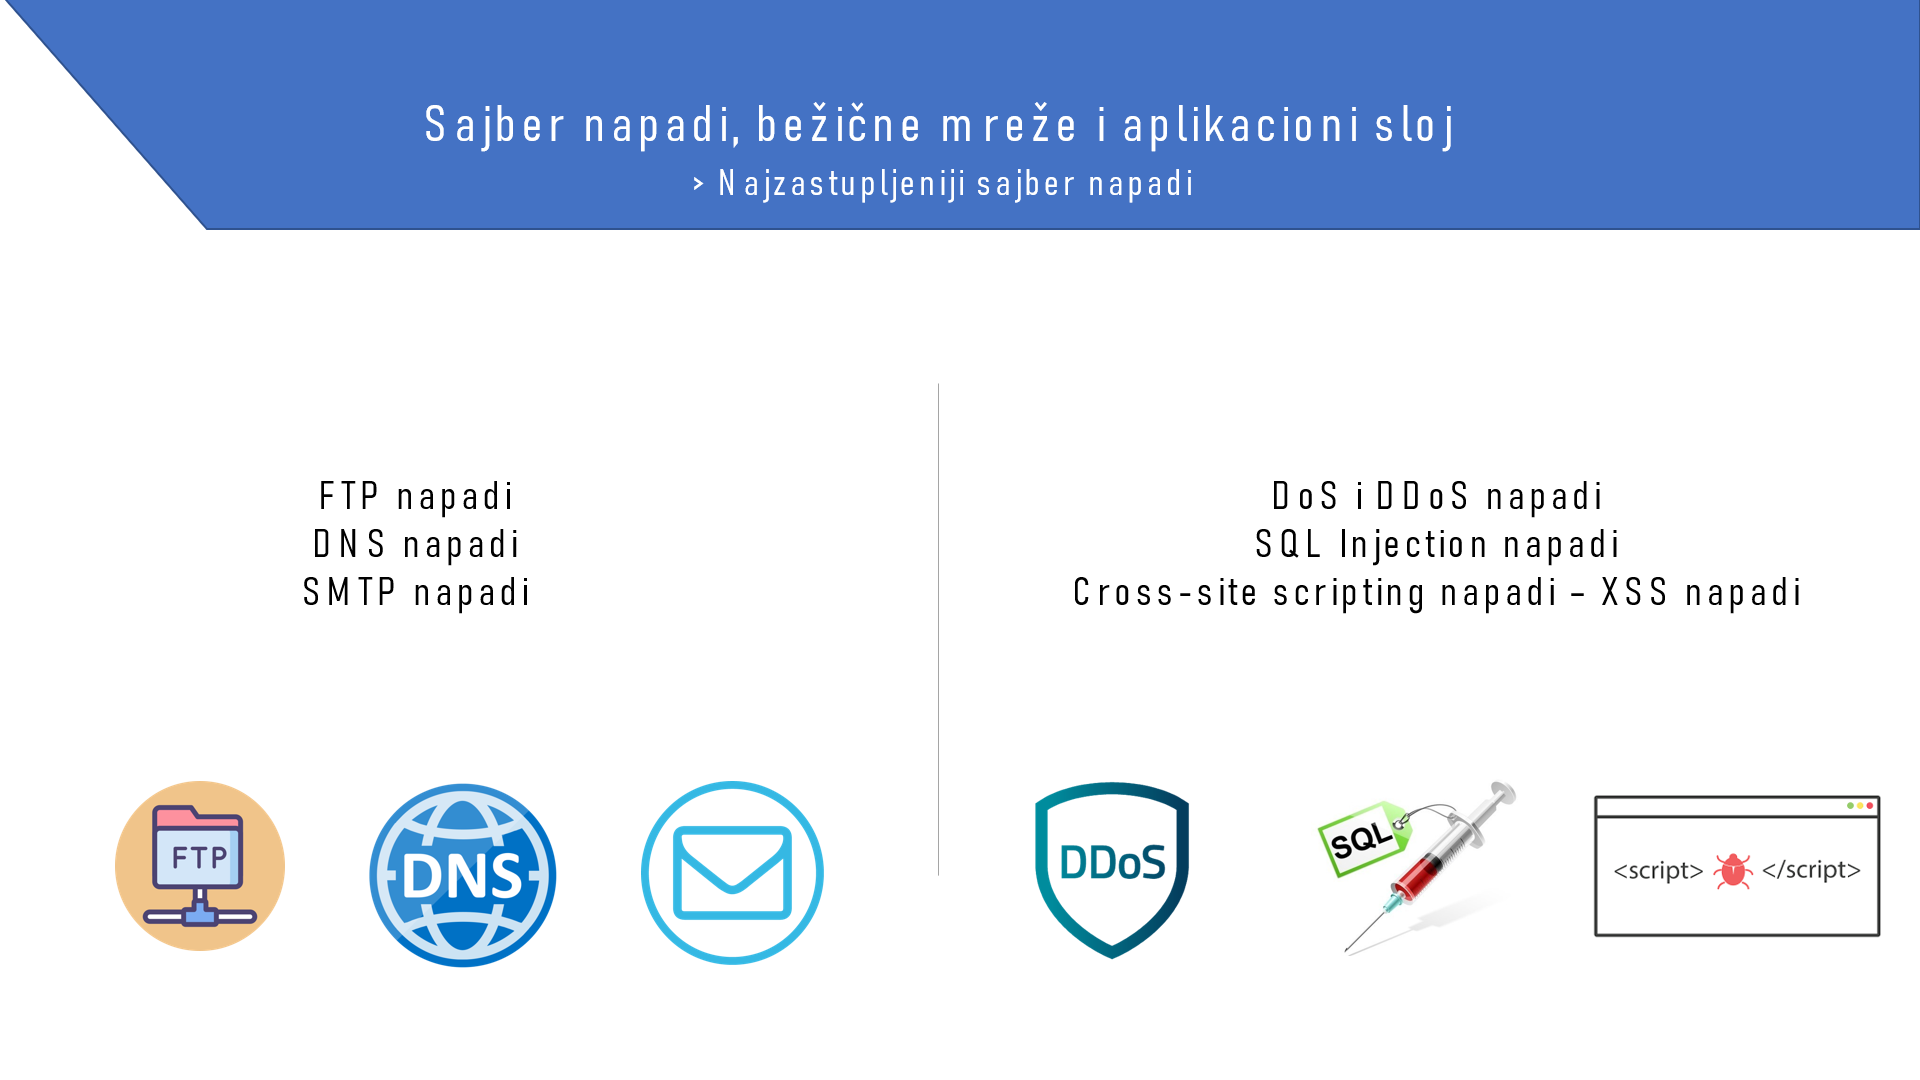 Sajber napadi, bežične mreže i aplikacioni sloj
> Najzastupljeniji sajber napadi
FTP napadi
DNS napadi
SMTP napadi
DoS i DDoS napadi
SQL Injection napadi
Cross-site scripting napadi – XSS napadi
FTP
DNS
DDoS
SQL
<script> </script>